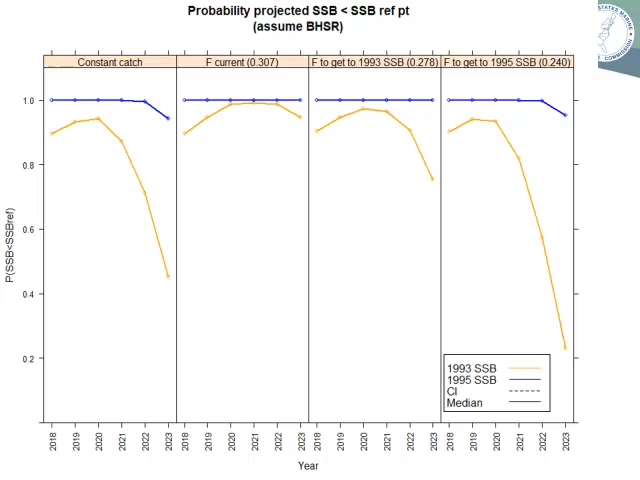 Probability projected SSB < SSB ref pt
(assume BHSR)
Constant catch
F current (0.307)
F to get to 1993 SSB (0.278)
F to get to 1995 SSB (0.240)
P(SSB<SSBref)
1.0
0.8
0.6
0.4
0.2
1993 SSB
1995 SSB
CI
Median
2018 2019 2020 2021 2022 2023
2018 2019 2020 2021 2022 2023
2018 2019 2020 2021 2022 2023
2018 2019 2020 2021 2022 2023
Year
STATES MARINE
COMMISSION